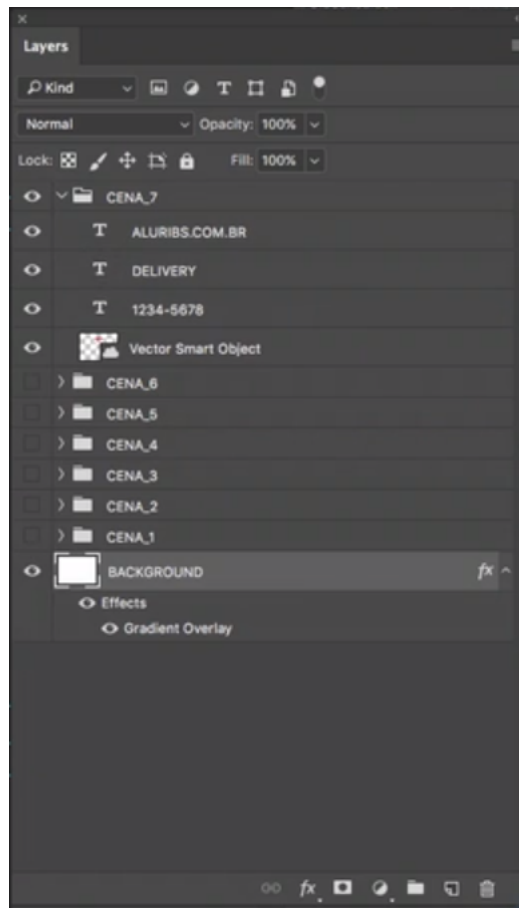 Layers
Kind
Normal Opacity: 100%
Lock: Fill: 100%
CENA_7
T ALURIBS.COM.BR
T DELIVERY
T 1234-5678
Vector Smart Object
CENA_6
CENA_5
CENA_4
CENA_3
CENA_2
CENA_1
BACKGROUND fx
Effects
Gradient Overlay
fx